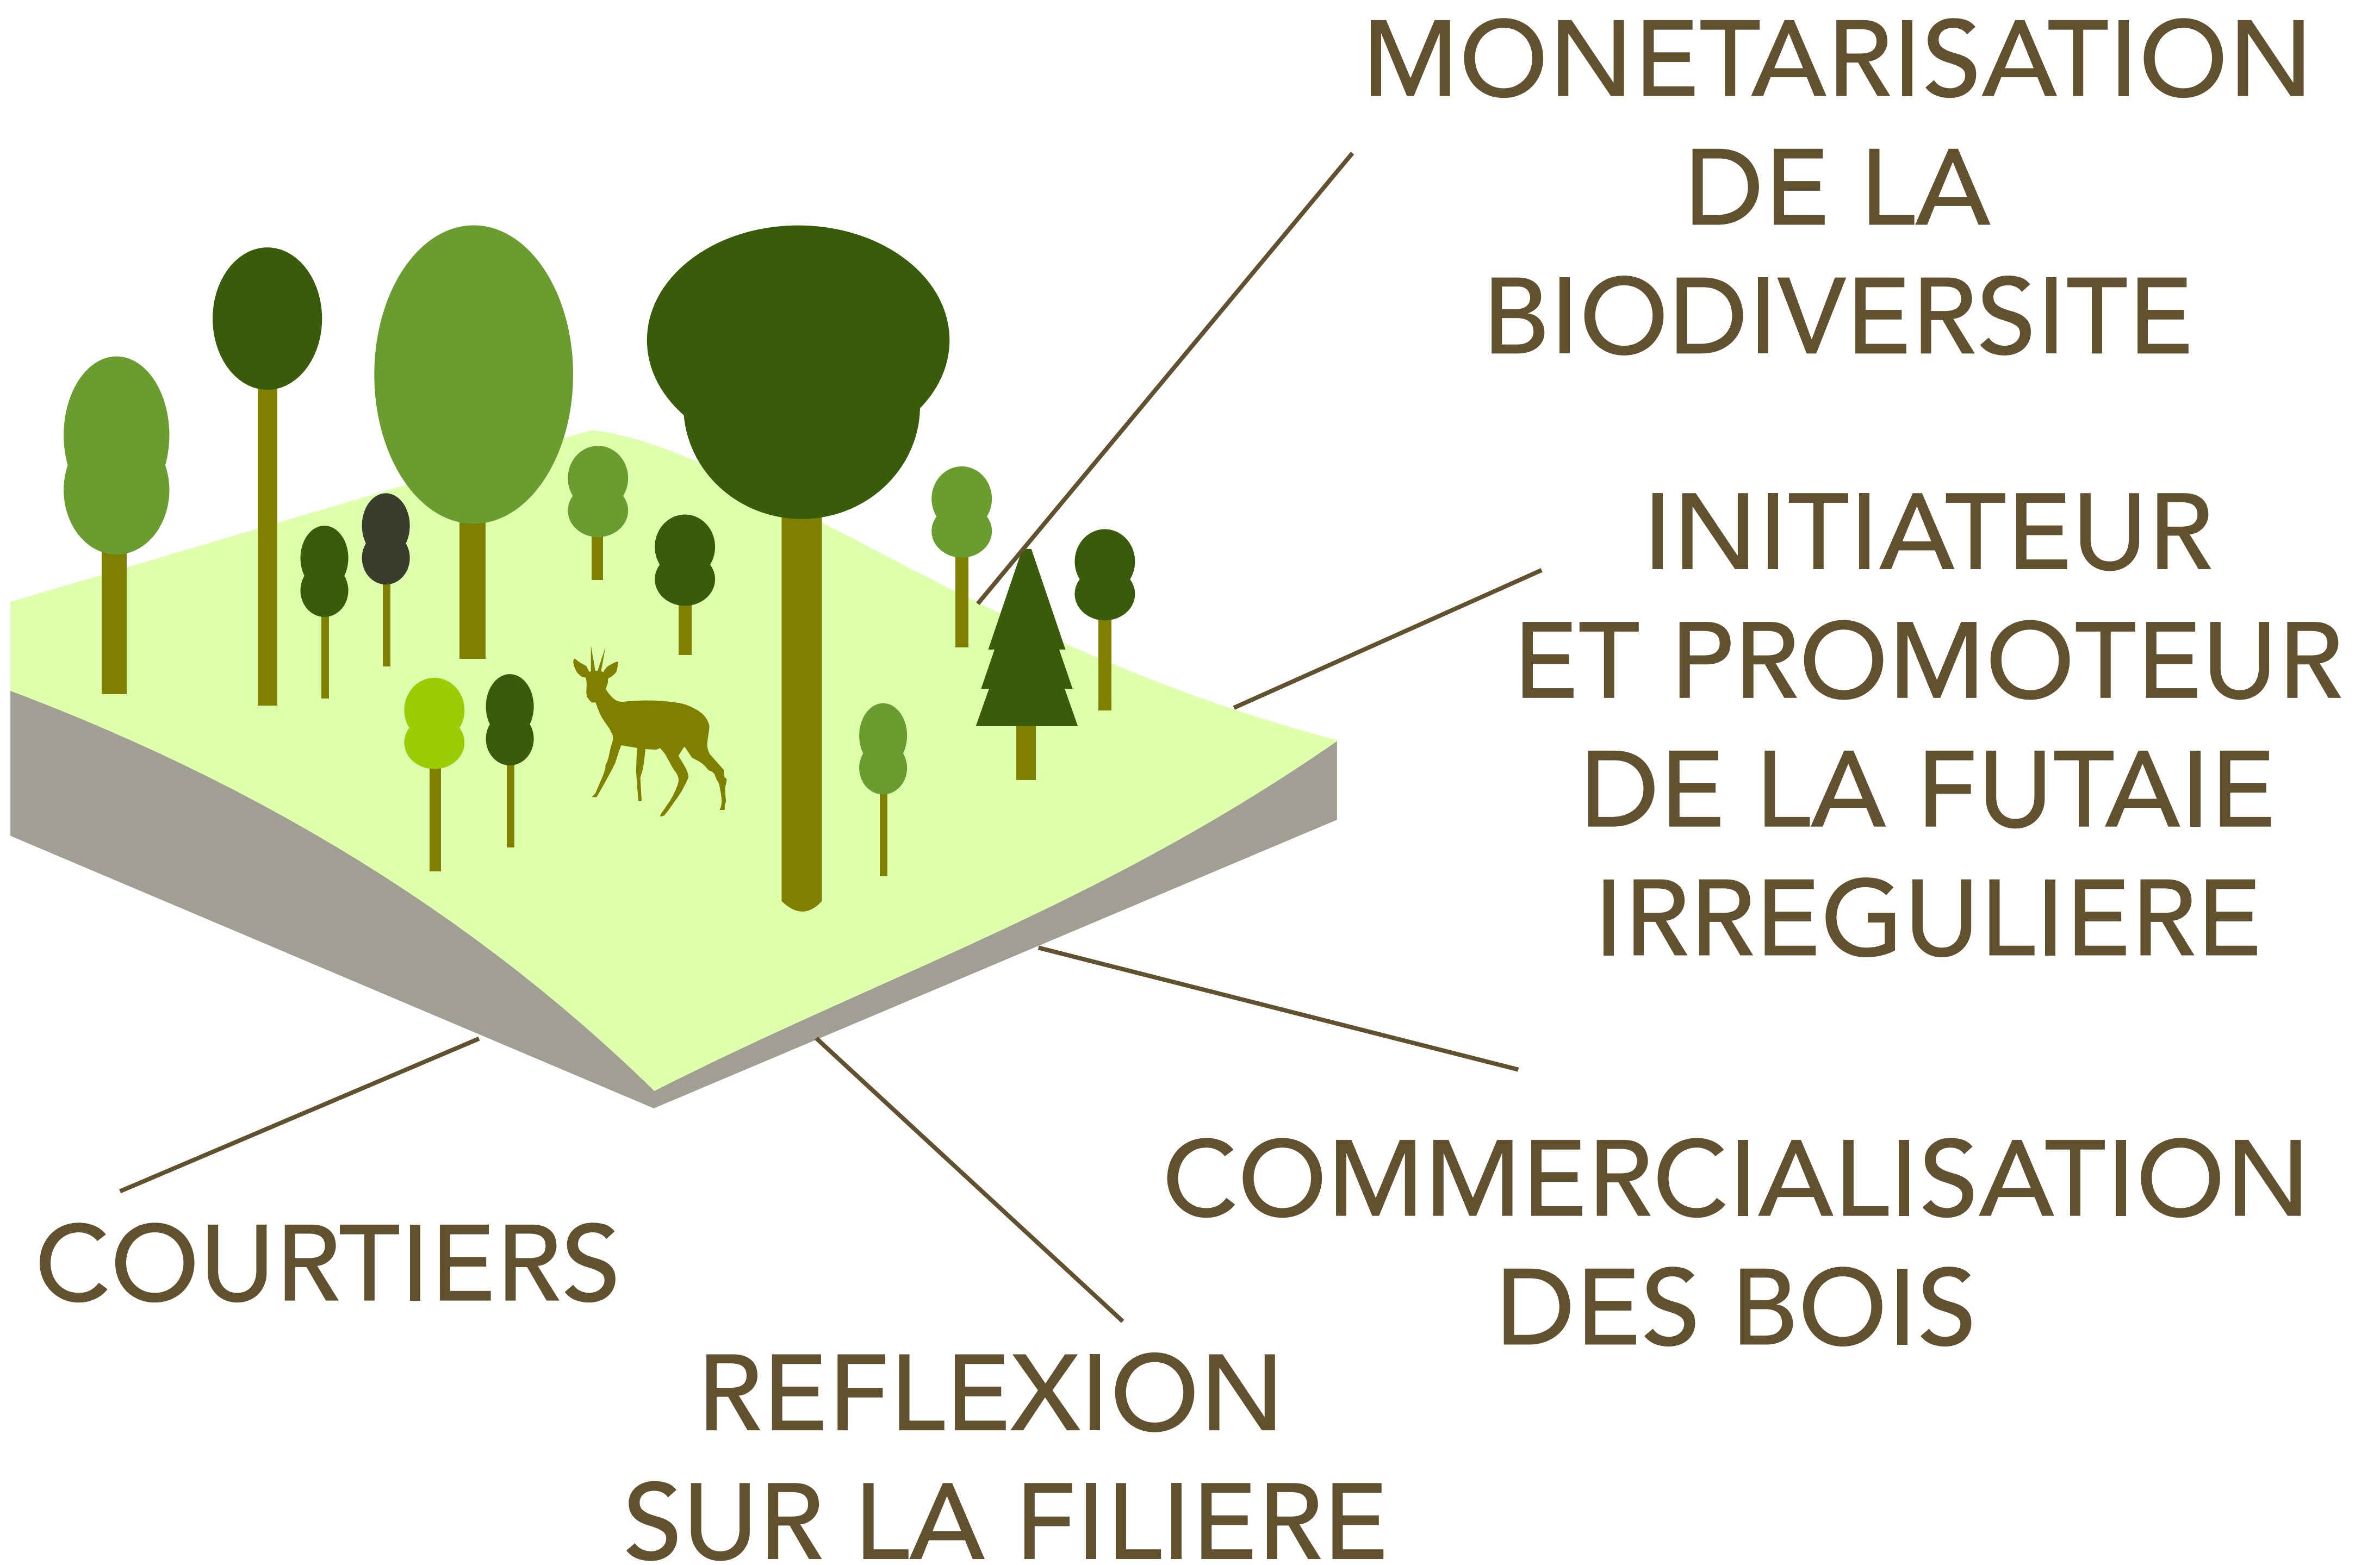 MONETARISATION
DE LA
BIODIVERSITE
INITIATEUR
ET PROMOTEUR
DE LA FUTAIE
IRREGULIERE
COMMERCIALISATION
DES BOIS
COURTIERS
REFLEXION
SUR LA FILIERE